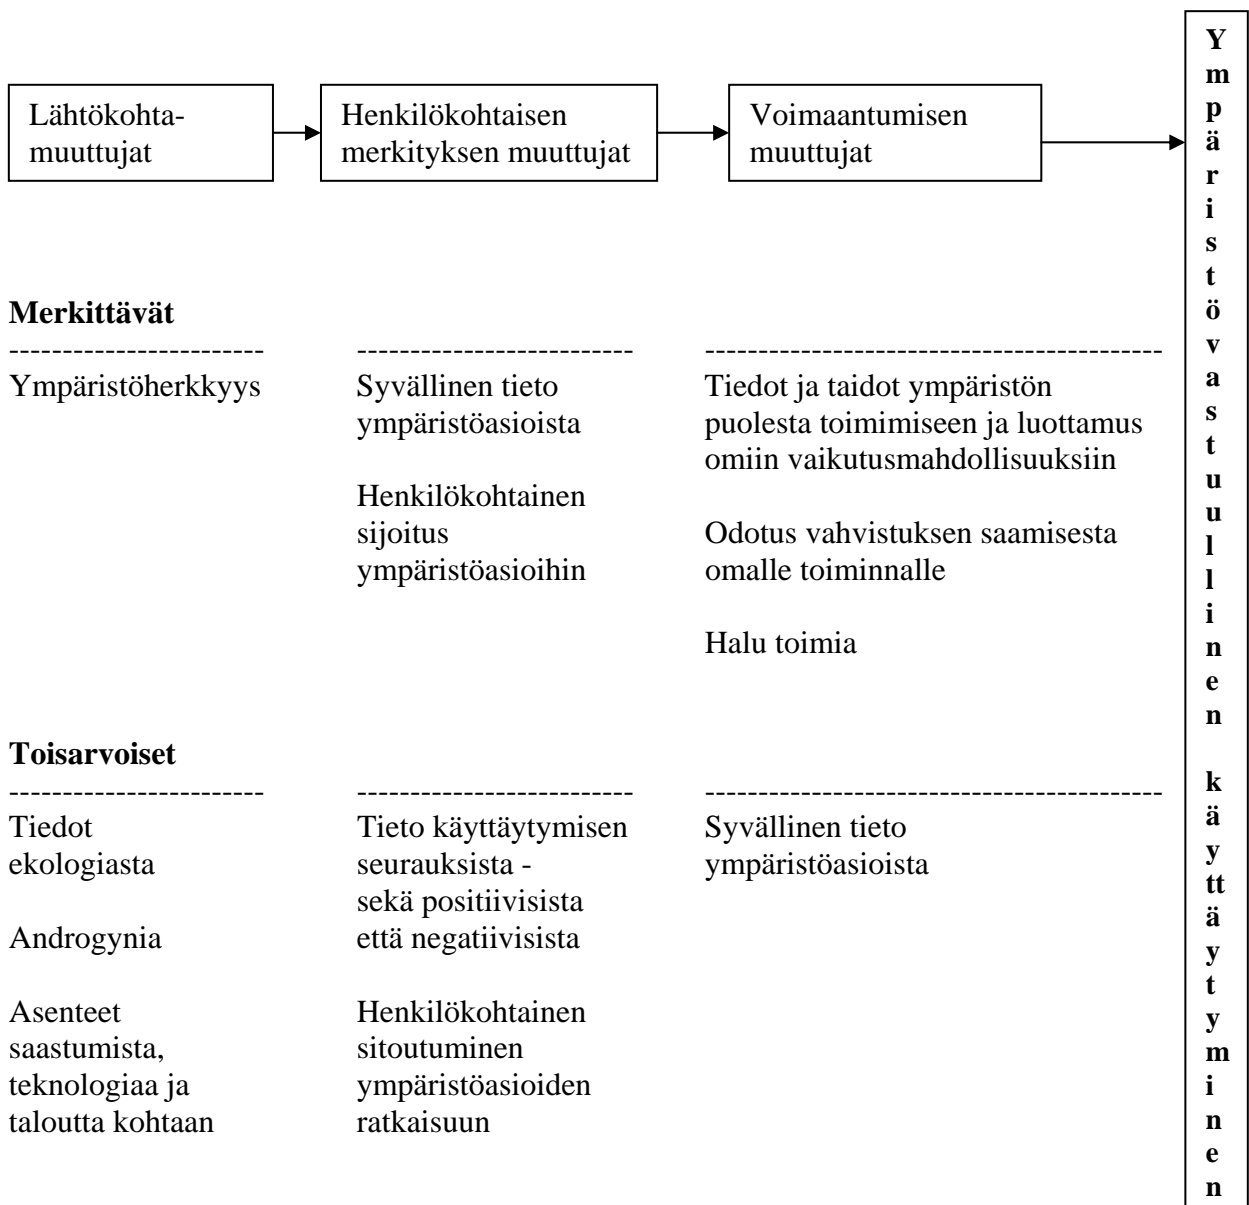 Lähtökohta-
muuttujat
Henkilökohtaisen
merkityksen muuttujat
Voimaantumisen
muuttujat
Merkittävät
------------------------
Ympäristöherkkyys
--------------------------
Syvällinen tieto
ympäristöasioista
Henkilökohtainen
sijoitus
ympäristöasioihin
-------------------------------------------
Tiedot ja taidot ympäristön
puolesta toimimiseen ja luottamus
omiin vaikutusmahdollisuuksiin
Odotus vahvistuksen saamisesta
omalle toiminnalle
Halu toimia
Toisarvoiset
------------------------
Tiedot
ekologiasta
Androgynia
Asenteet
saastumista,
teknologiaa ja
taloutta kohtaan
--------------------------
Tieto käyttäytymisen
seurauksista -
sekä positiivisista
että negatiivisista
Henkilökohtainen
sitoutuminen
ympäristöasioiden
ratkaisuun
-------------------------------------------
Syvällinen tieto
ympäristöasioista
Ympäristövastuullinen käyttäytyminen